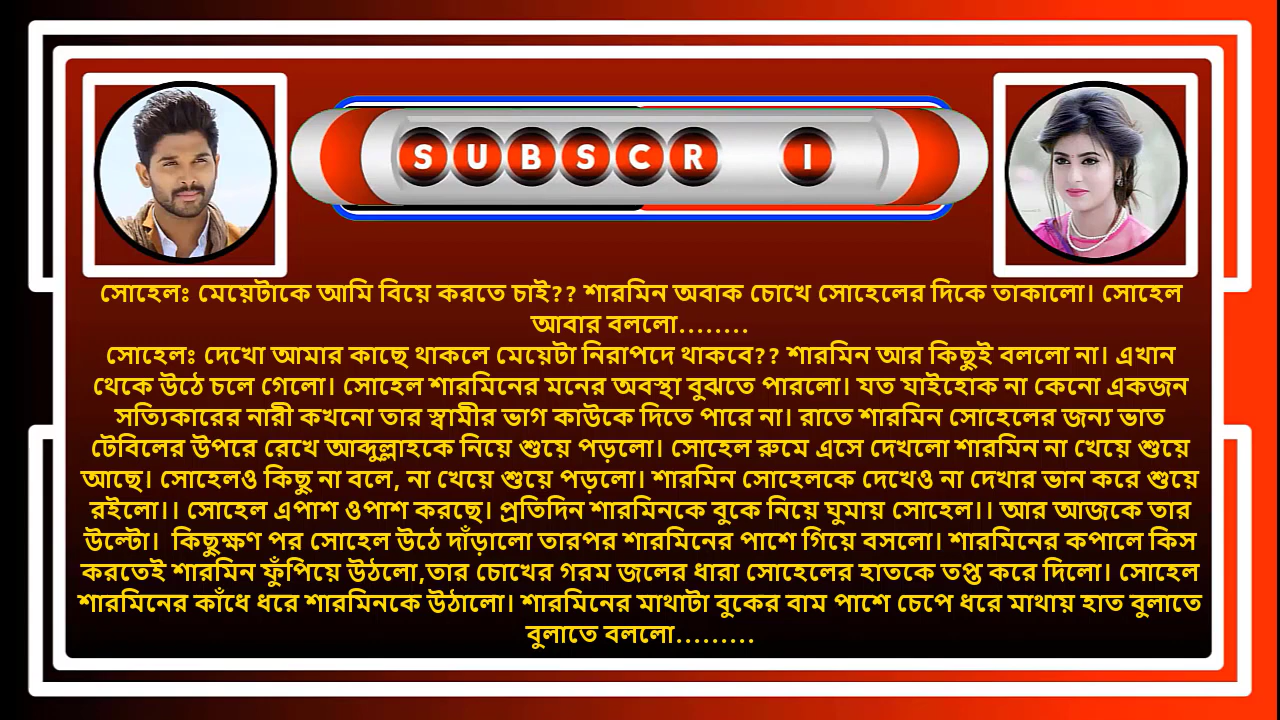 SUBSCR I
সোহেলঃ মেয়েটাকে আমি বিয়ে করতে চাই?? শারমিন অবাক চোখে সোহেলের দিকে তাকালো। সোহেল
আবার বললো........
সোহেলঃ দেখো আমার কাছে থাকলে মেয়েটা নিরাপদে থাকবে?? শারমিন আর কিছুই বললো না। এখান
থেকে উঠে চলে গেলো। সোহেল শারমিনের মনের অবস্থা বুঝতে পারলো। যত যাইহোক না কেনো একজন
সত্যিকারের নারী কখনো তার স্বামীর ভাগ কাউকে দিতে পারে না। রাতে শারমিন সোহেলের জন্য ভাত
টেবিলের উপরে রেখে আব্দুল্লাহকে নিয়ে শুয়ে পড়লো। সোহেল রুমে এসে দেখলো শারমিন না খেয়ে শুয়ে
আছে। সোহেলও কিছু না বলে, না খেয়ে শুয়ে পড়লো। শারমিন সোহেলকে দেখেও না দেখার ভান করে শুয়ে
রইলো।। সোহেল এপাশ ওপাশ করছে। প্রতিদিন শারমিনকে বুকে নিয়ে ঘুমায় সোহেল।। আর আজকে তার
উল্টো। কিছুক্ষণ পর সোহেল উঠে দাঁড়ালো তারপর শারমিনের পাশে গিয়ে বসলো। শারমিনের কপালে কিস
করতেই শারমিন ফুঁপিয়ে উঠলো,তার চোখের গরম জলের ধারা সোহেলের হাতকে তপ্ত করে দিলো। সোহেল
শারমিনের কাঁধে ধরে শারমিনকে উঠালো। শারমিনের মাথাটা বুকের বাম পাশে চেপে ধরে মাথায় হাত বুলাতে
বুলাতে বললো.........